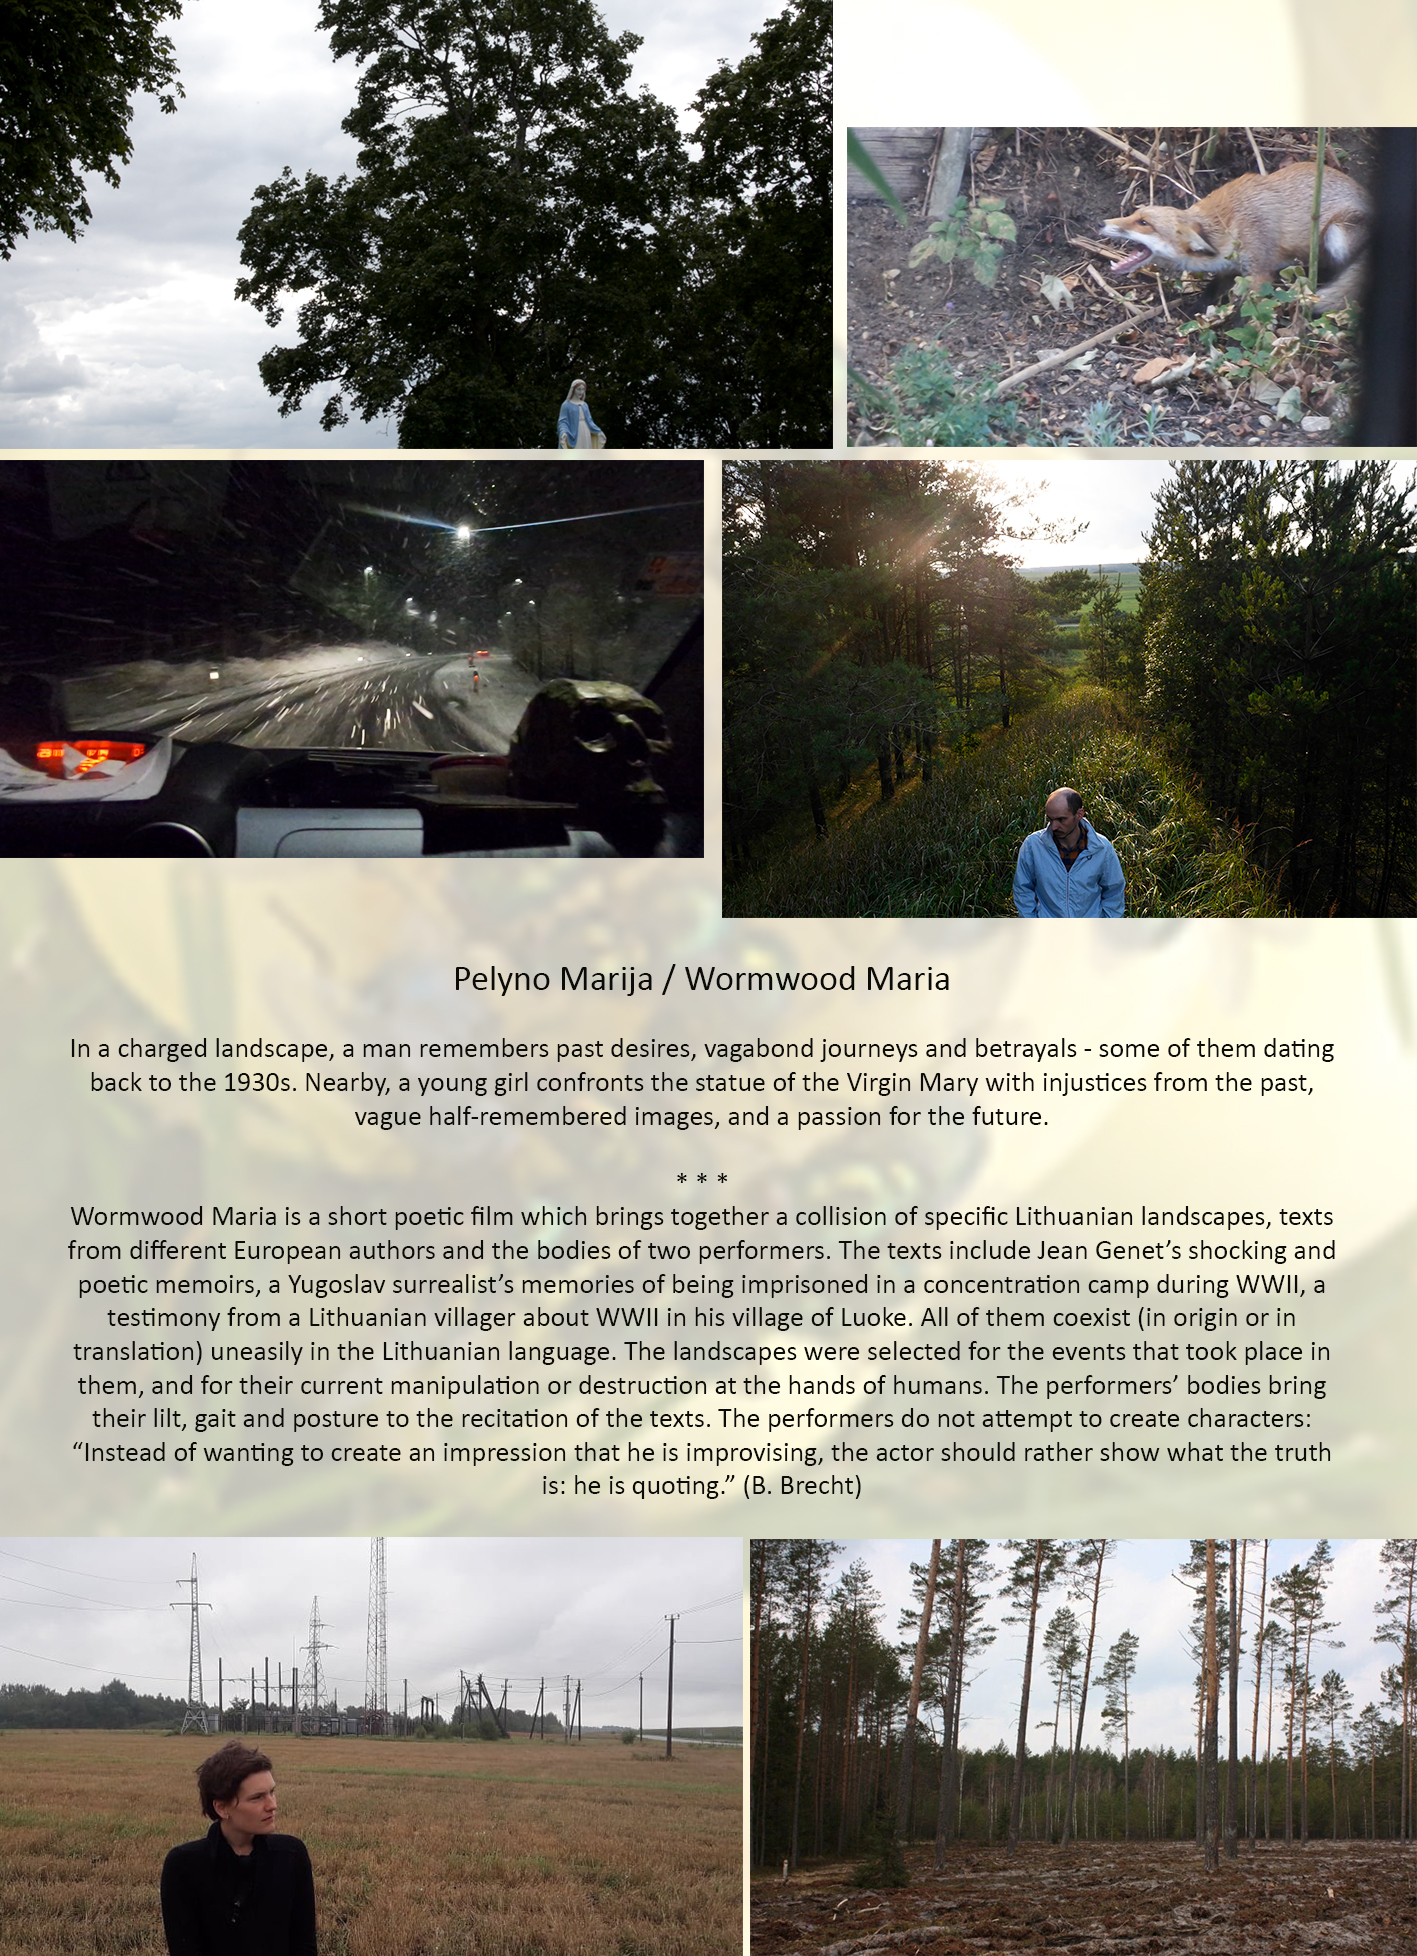 Pelyno Marija / Wormwood Maria
In a charged landscape, a man remembers past desires, vagabond journeys and betrayals - some of them dating
back to the 1930s. Nearby, a young girl confronts the statue of the Virgin Mary with injustices from the past,
vague half-remembered images, and a passion for the future.
* * *
Wormwood Maria is a short poetic film which brings together a collision of specific Lithuanian landscapes, texts
from different European authors and the bodies of two performers. The texts include Jean Genet’s shocking and
poetic memoirs, a Yugoslav surrealist’s memories of being imprisoned in a concentration camp during WWII, a
testimony from a Lithuanian villager about WWII in his village of Luoke. All of them coexist (in origin or in
translation) uneasily in the Lithuanian language. The landscapes were selected for the events that took place in
them, and for their current manipulation or destruction at the hands of humans. The performers’ bodies bring
their lilt, gait and posture to the recitation of the texts. The performers do not attempt to create characters:
“Instead of wanting to create an impression that he is improvising, the actor should rather show what the truth
is: he is quoting.” (B. Brecht)